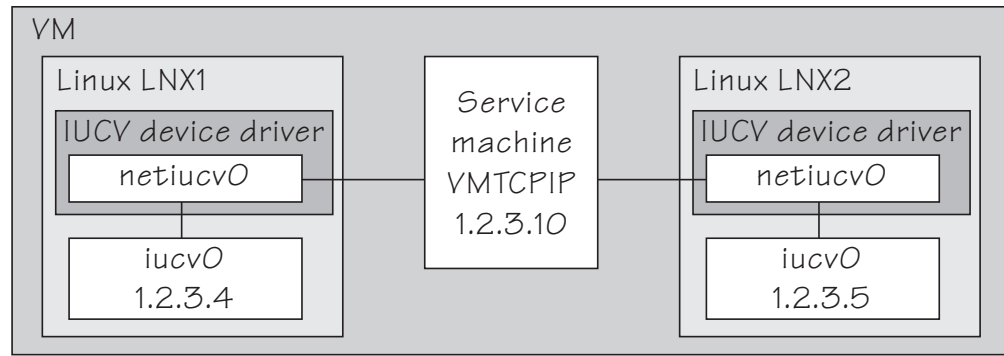 VM
Linux LNX1
IUCV device driver
netiucv0
iucv0
1.2.3.4
Service
machine
VMTCPIP
1.2.3.10
Linux LNX2
IUCV device driver
netiucv0
iucv0
1.2.3.5